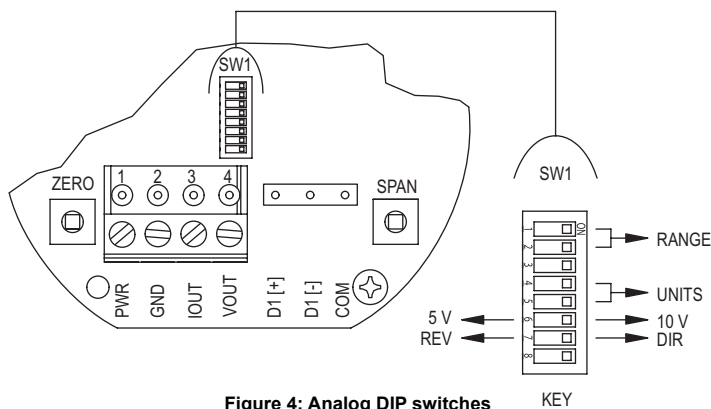 SW1
ZERO
1 2 3 4
SPAN
PWR
GND
IOUT
VOUT
D1 [+]
D1 [-]
COM
SW1
ON
1
2
3
4
5
6
7
8
RANGE
UNITS
5 V
10 V
REV
DIR
KEY
Figure 4: Analog DIP switches